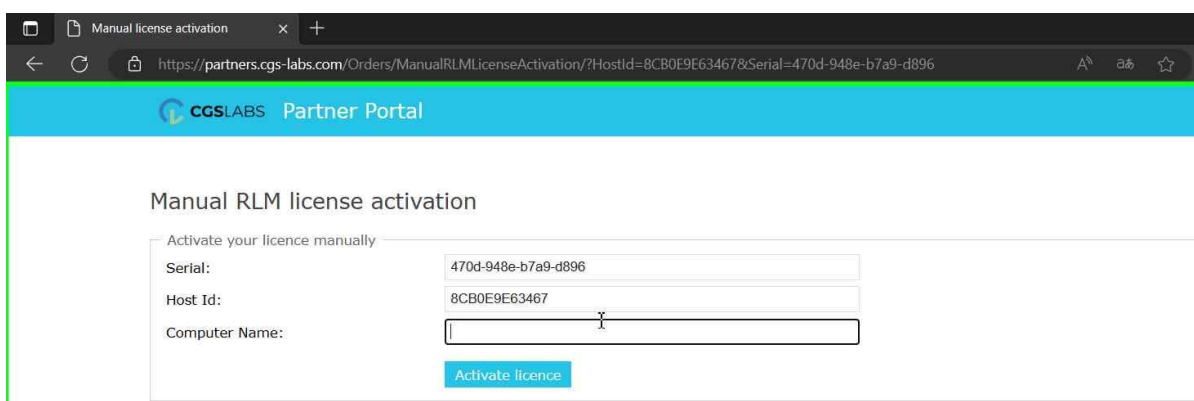 Manual license activation
https://partners.cgs-labs.com/Orders/ManualRLMLicenseActivation/?HostId=8CB0E9E63467&Serial=470d-948e-b7a9-d896
CGSLABS Partner Portal
Manual RLM license activation
Activate your licence manually
Serial: 470d-948e-b7a9-d896
Host Id: 8CB0E9E63467
Computer Name:
Activate licence